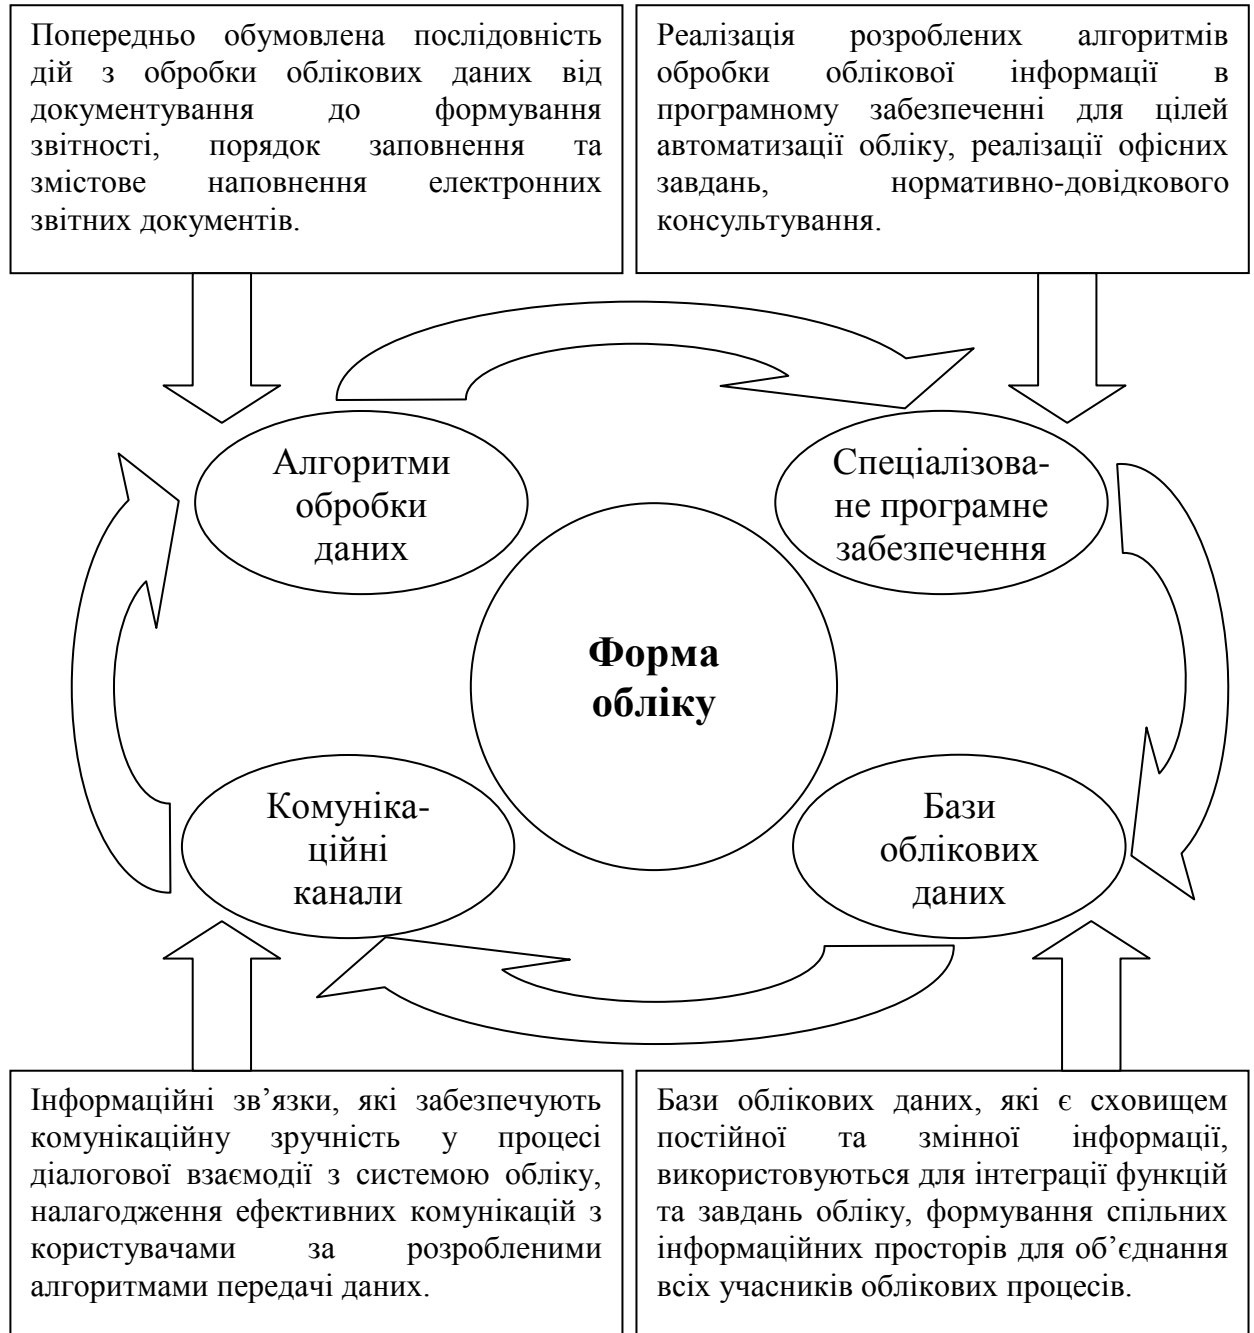 Попередньо обумовлена послідовність
дій з обробки облікових даних від
документування до формування
звітності, порядок заповнення та
змістове наповнення електронних
звітних документів.
Реалізація розроблених алгоритмів
обробки облікової інформації в
програмному забезпеченні для цілей
автоматизації обліку, реалізації офісних
завдань, нормативно-довідкового
консультування.
Алгоритми
обробки
даних
Спеціалізова-
не програмне
забезпечення
Форма
обліку
Комуніка-
ційні
канали
Бази
облікових
даних
Інформаційні зв’язки, які забезпечують
комунікаційну зручність у процесі
діалогової взаємодії з системою обліку,
налагодження ефективних комунікацій з
користувачами за розробленими
алгоритмами передачі даних.
Бази облікових даних, які є сховищем
постійної та змінної інформації,
використовуються для інтеграції функцій
та завдань обліку, формування спільних
інформаційних просторів для об’єднання
всіх учасників облікових процесів.